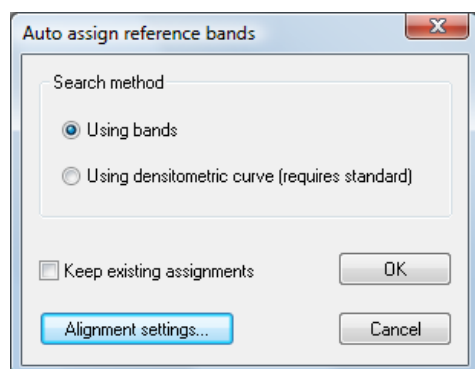 Auto assign reference bands
Search method
Using bands
Using densitometric curve (requires standard)
Keep existing assignments
OK
Alignment settings...
Cancel